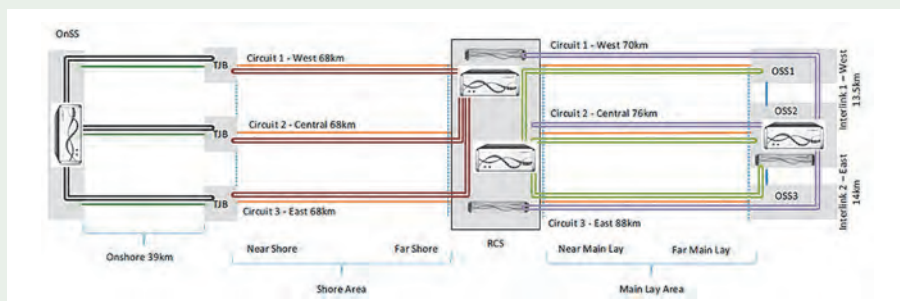 OnSS
TJB
Circuit 1 - West 68km
Circuit 1 - West 70km
OSS1
Interlink 1 – West
13.5km
TJB
Circuit 2 - Central 68km
Circuit 2 - Central 76km
OSS2
TJB
Circuit 3 - East 68km
Circuit 3 - East 88km
OSS3
Interlink 2 – East
14km
RCS
Onshore 39km
Near Shore
Far Shore
Near Main Lay
Far Main Lay
Shore Area
Main Lay Area